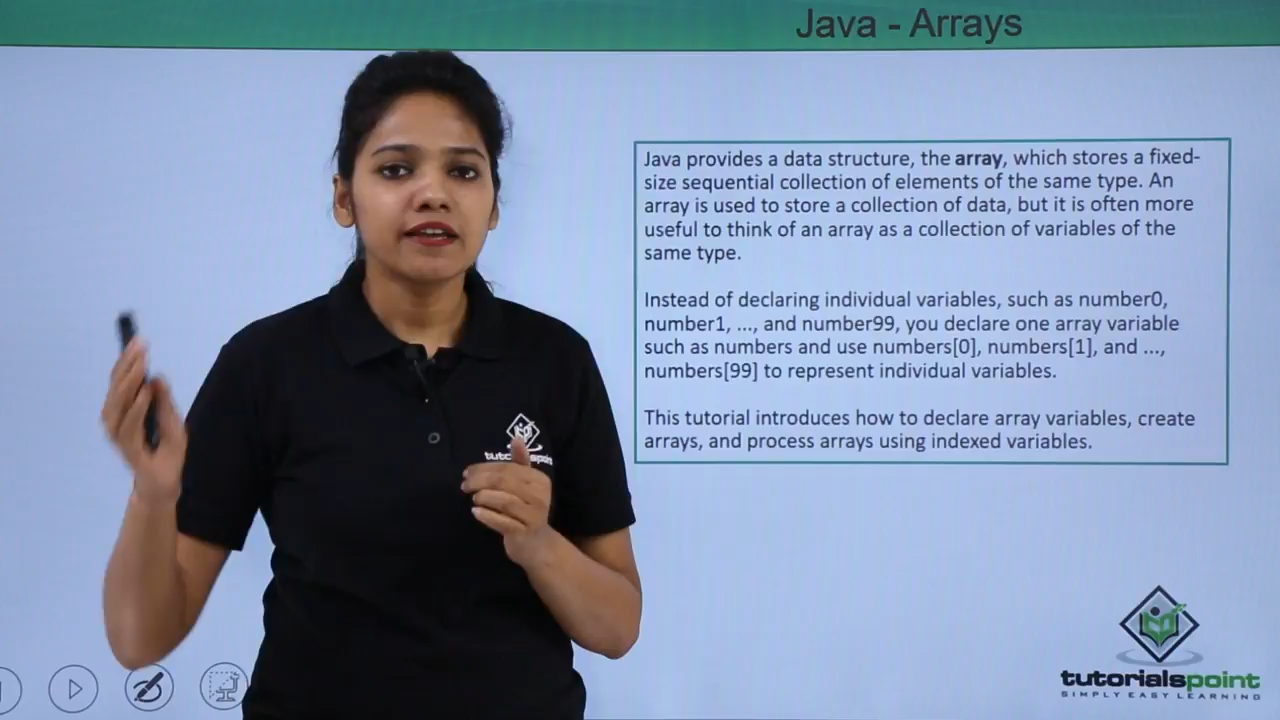 Java - Arrays
Java provides a data structure, the array, which stores a fixed-
size sequential collection of elements of the same type. An
array is used to store a collection of data, but it is often more
useful to think of an array as a collection of variables of the
same type.
Instead of declaring individual variables, such as number0,
number1, ..., and number99, you declare one array variable
such as numbers and use numbers[0], numbers[1], and ...,
numbers[99] to represent individual variables.
This tutorial introduces how to declare array variables, create
arrays, and process arrays using indexed variables.
tutorialspoint
SIMPLY EASY LEARNING